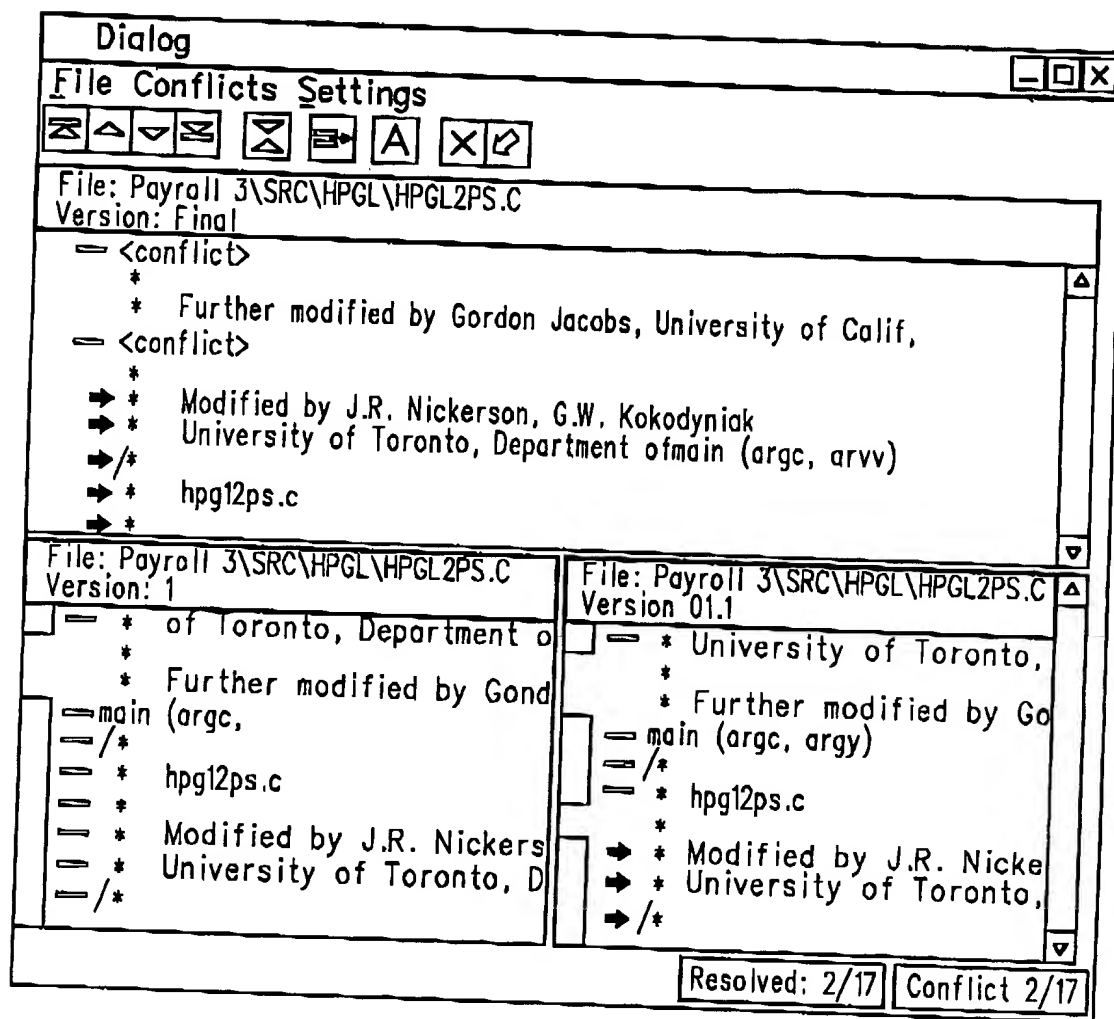 Dialog
File Conflicts Settings
A
File: Payroll 3\SRC\HPGL\HPGL2PS.C
Version: Final
<conflict>
*
* Further modified by Gordon Jacobs, University of Calif,
<conflict>
*
* Modified by J.R. Nickerson, G.W. Kokodyniak
* University of Toronto, Department ofmain (argc, arvv)
/*
* hpg12ps.c
*
File: Payroll 3\SRC\HPGL\HPGL2PS.C
Version: 1
* of Toronto, Department o
*
* Further modified by Gond
main (argc,
/*
* hpg12ps.c
*
* Modified by J.R. Nickers
* University of Toronto, D
/*
File: Payroll 3\SRC\HPGL\HPGL2PS.C
Version 01.1
* University of Toronto,
*
* Further modified by Go
main (argc, argy)
/*
* hpg12ps.c
*
* Modified by J.R. Nicke
* University of Toronto,
/*
Resolved: 2/17
Conflict 2/17